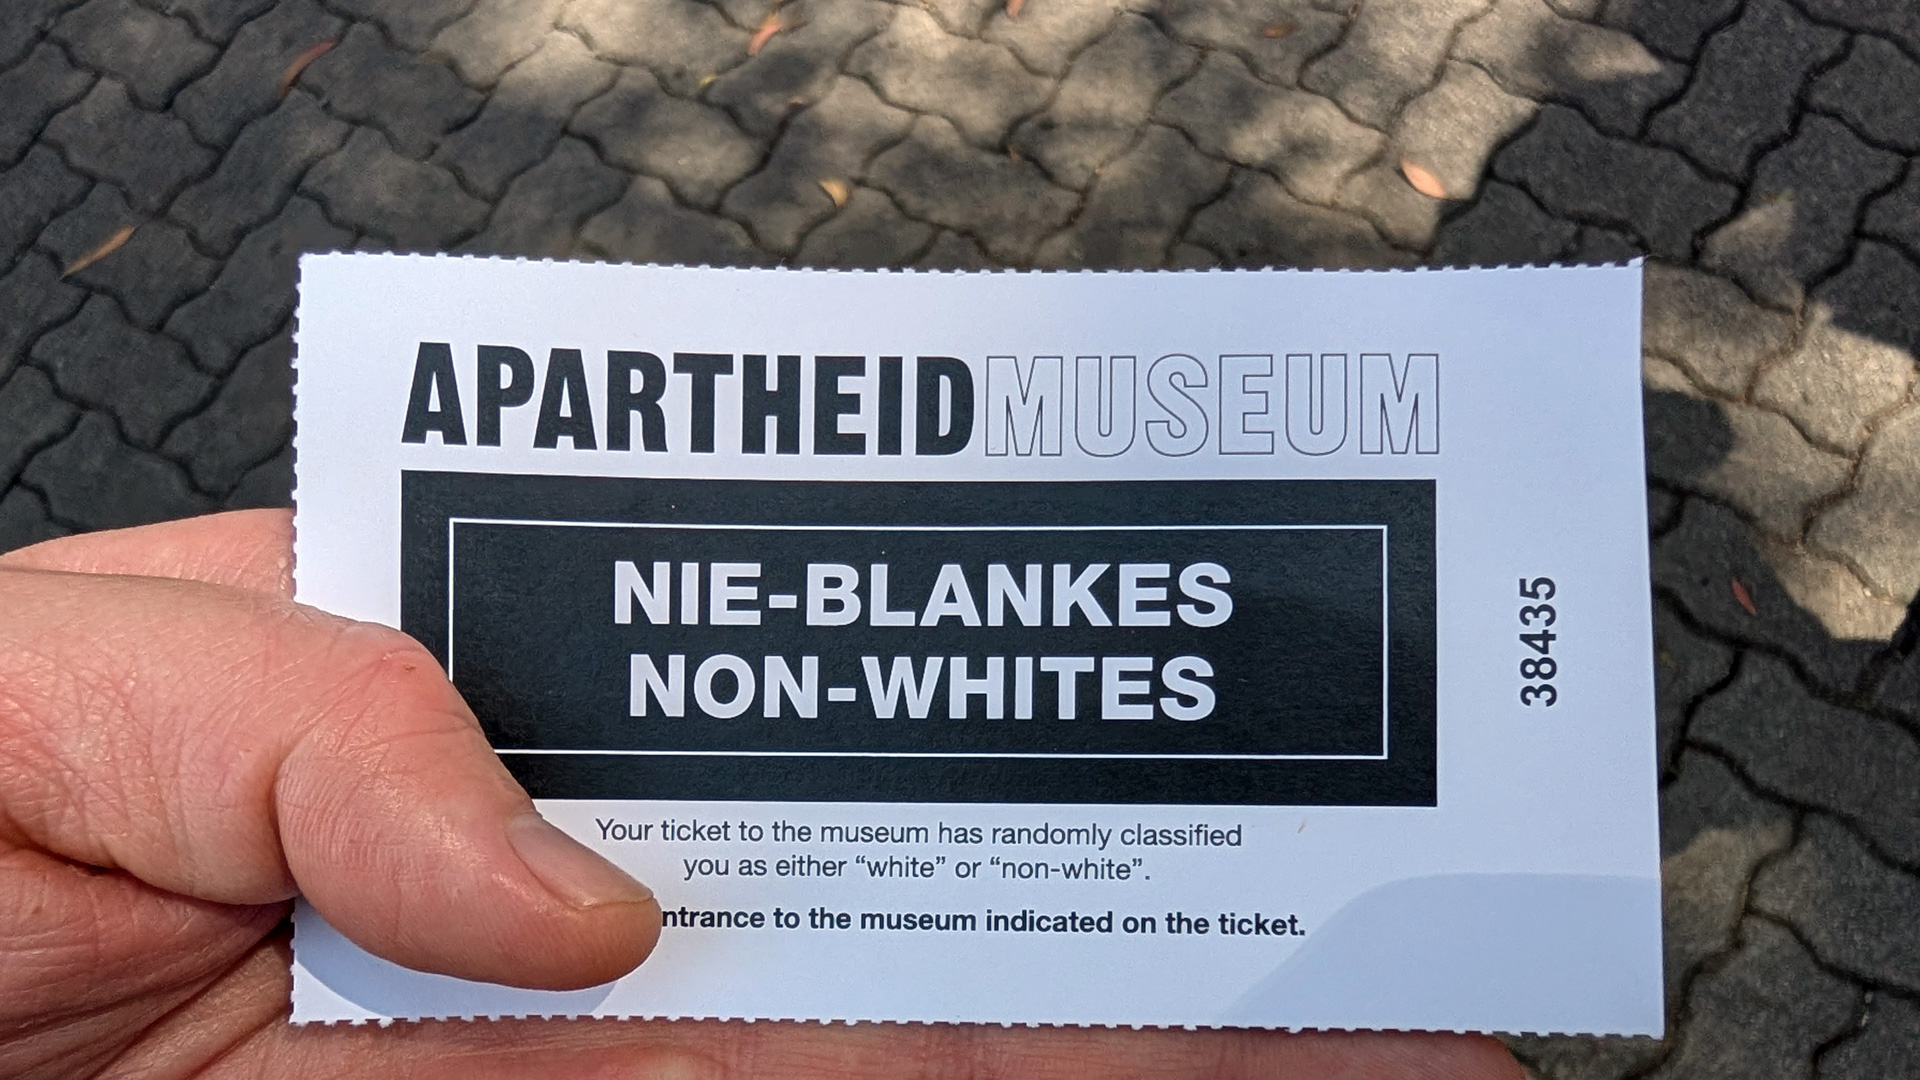 APARTHEIDMUSEUM
NIE-BLANKES
NON-WHITES
38435
Your ticket to the museum has randomly classified
you as either “white” or “non-white”.
to the museum indicated on the ticket.